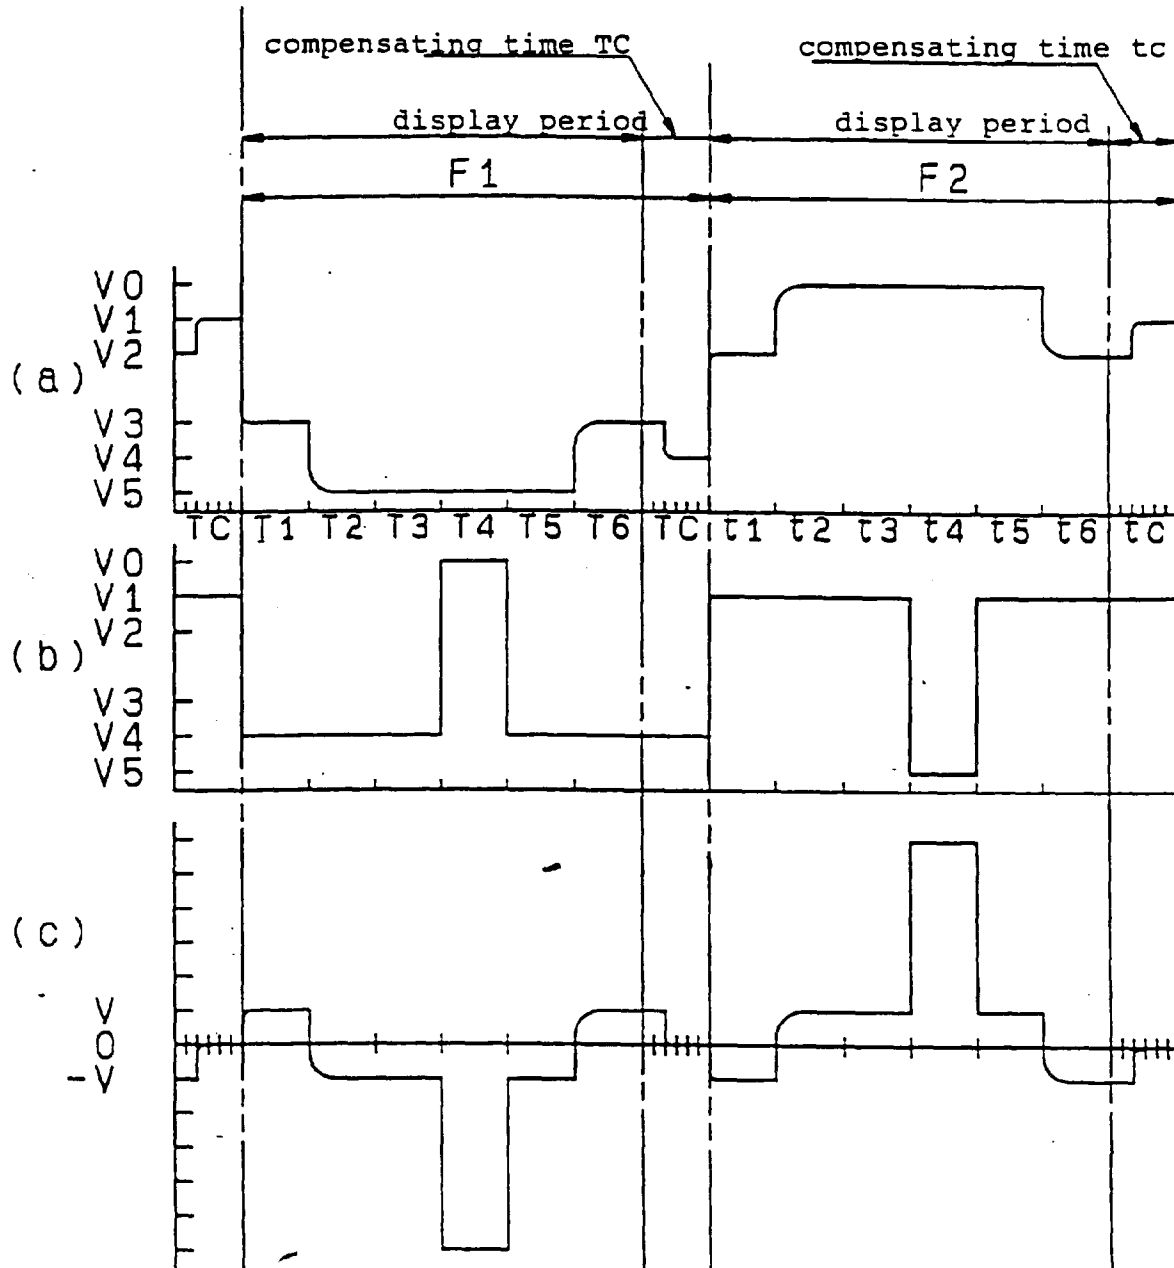 compensating time TC
compensating time tc
display period
display period
F1
F2
(a)
V0
V1
V2
V3
V4
V5
TC T1 T2 T3 T4 T5 T6 TC t1 t2 t3 t4 t5 t6 tC
(b)
V0
V1
V2
V3
V4
V5
(c)
V
0
-V